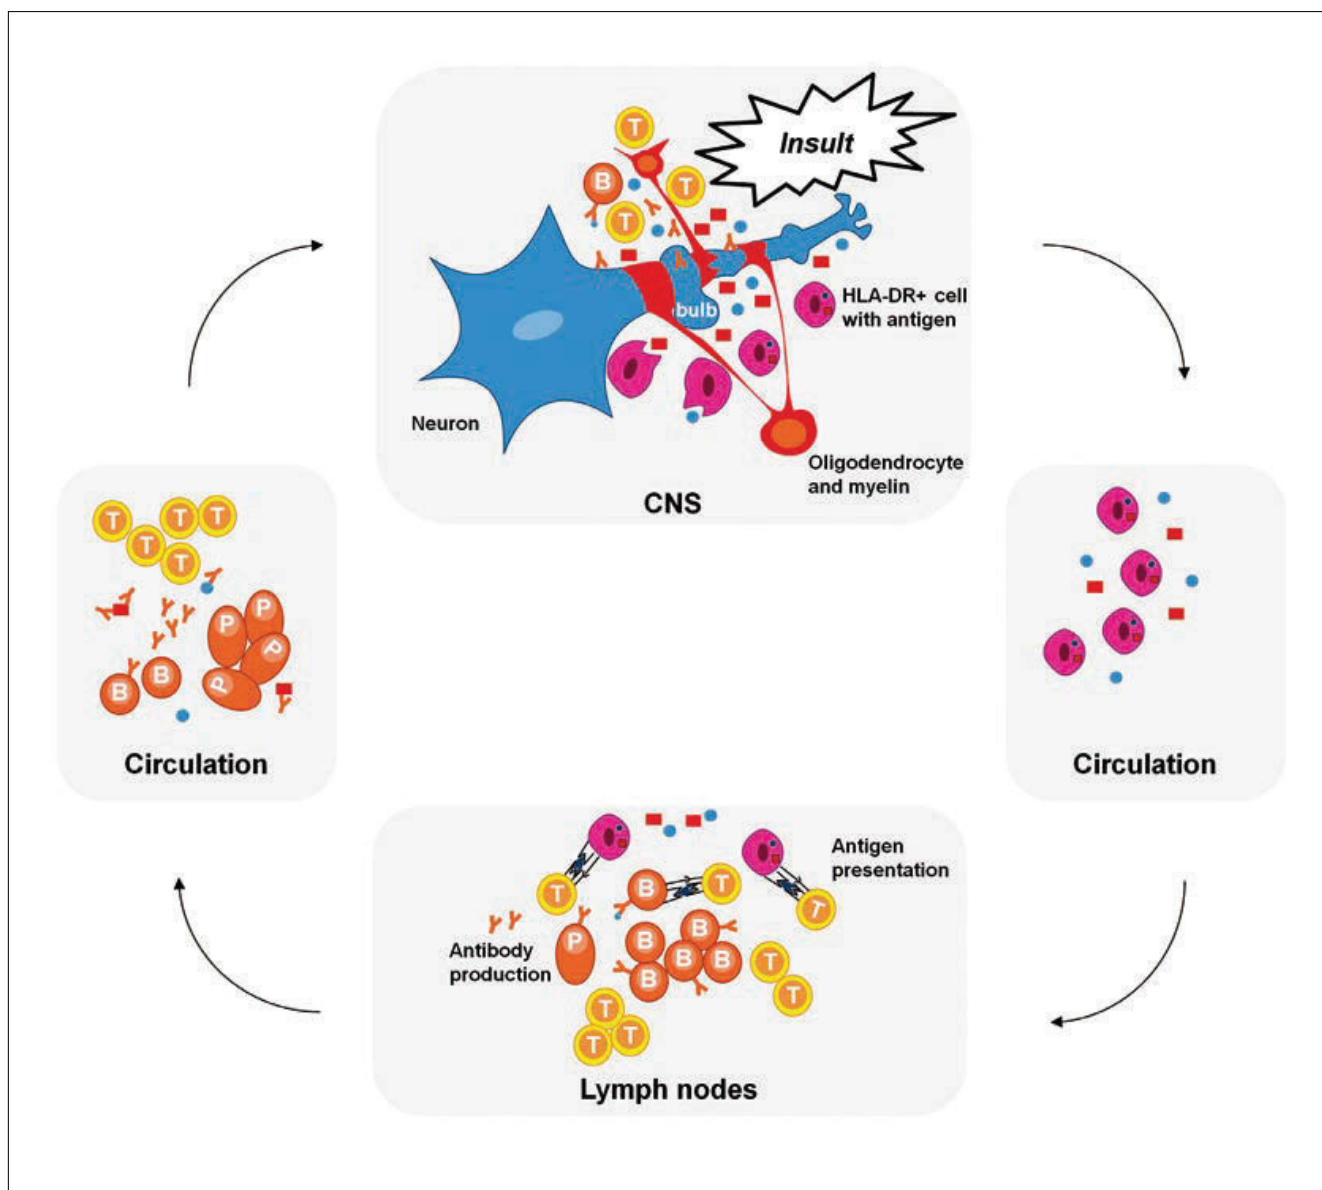 Insult
T
B
T
T
bulb
HLA-DR+ cell
with antigen
Neuron
Oligodendrocyte
and myelin
CNS
T
T
T
T
T
P
P
P
P
B
B
Circulation
Circulation
Antigen
presentation
T
B
T
T
Antibody
production
P
B
B
B
B
B
T
T
T
T
T
Lymph nodes